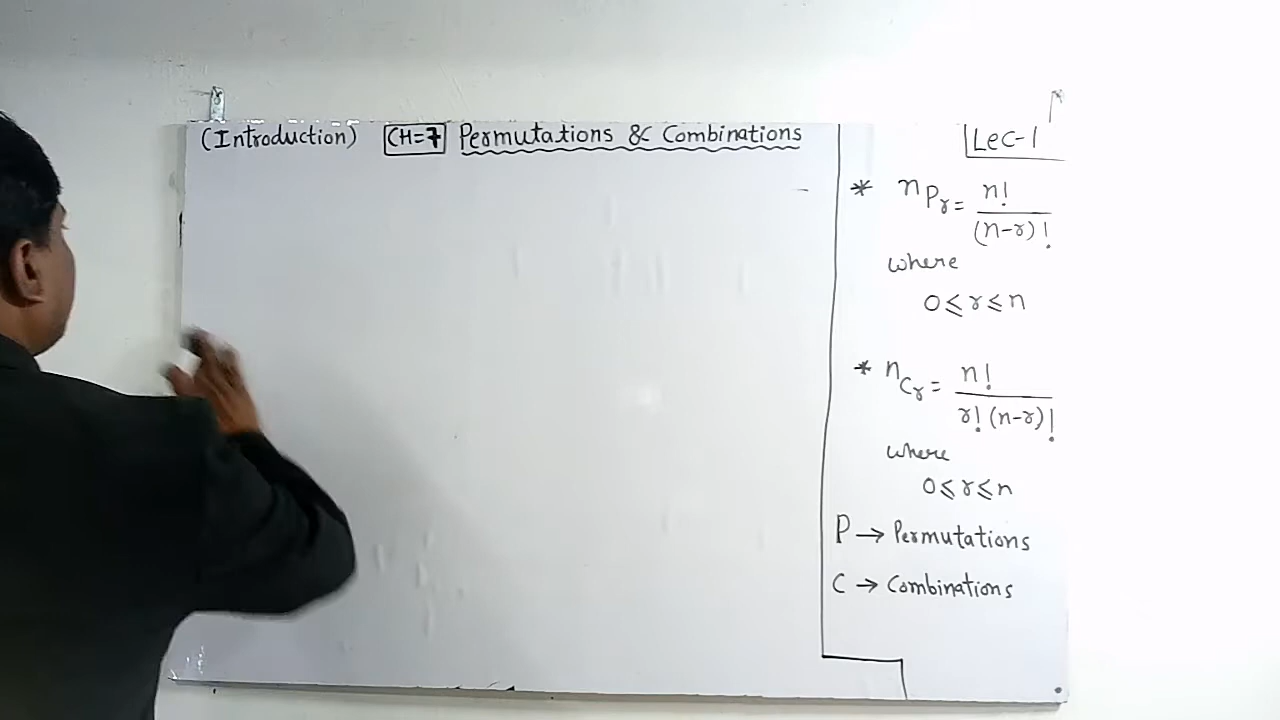 (Introduction) CH=7 Permutations & Combinations
Lec-1
* nPr = n!/(n-r)!
where
0≤r≤n
* nCr = n!/r!(n-r)!
where
0≤r≤n
P → Permutations
C → Combinations